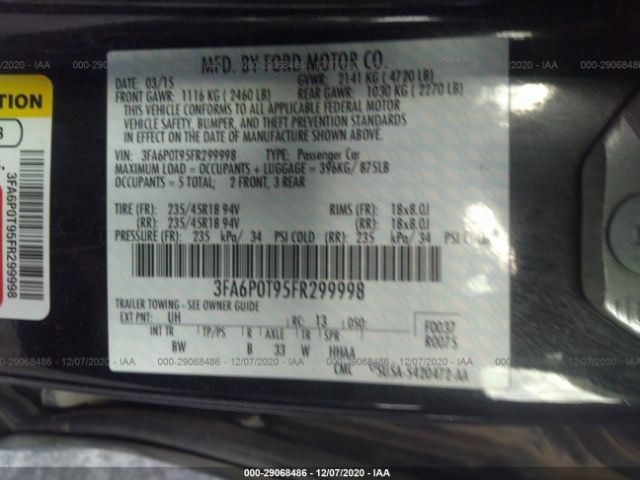 000-29068486 - 12/07/2020 - IAA
MFD. BY FORD MOTOR CO.
DATE: 03/15 GVWR: 2141 KG ( 4720 LB)
FRONT GAWR: 1116 KG ( 2460 LB) REAR GAWR: 1030 KG ( 2270 LB)
THIS VEHICLE CONFORMS TO ALL APPLICABLE FEDERAL MOTOR
VEHICLE SAFETY, BUMPER, AND THEFT PREVENTION STANDARDS
IN EFFECT ON THE DATE OF MANUFACTURE SHOWN ABOVE.
VIN: 3FA6P0T95FR299998 TYPE: Passenger Car
MAXIMUM LOAD = OCCUPANTS + LUGGAGE = 396KG/ 875LB
OCCUPANTS = 5 TOTAL; 2 FRONT, 3 REAR
TIRE (FR): 235/45R18 94V RIMS (FR): 18x8.0J
(RR): 235/45R18 94V (RR): 18x8.0J
PRESSURE (FR): 235 kPa/ 34 PSI COLD (RR): 235 kPa/ 34 PSI COLD
3FA6P0T95FR299998
TRAILER TOWING - SEE OWNER GUIDE
EXT PNT: UH RC: 13 DSO: F0037
INT TR TP/PS R AXLE TR SPR R0075
BW B 33 W HHAA
CMC 5U5A-5420472-AA
3FA6P0T95FR299998
000-29068486 - 12/07/2020 - IAA